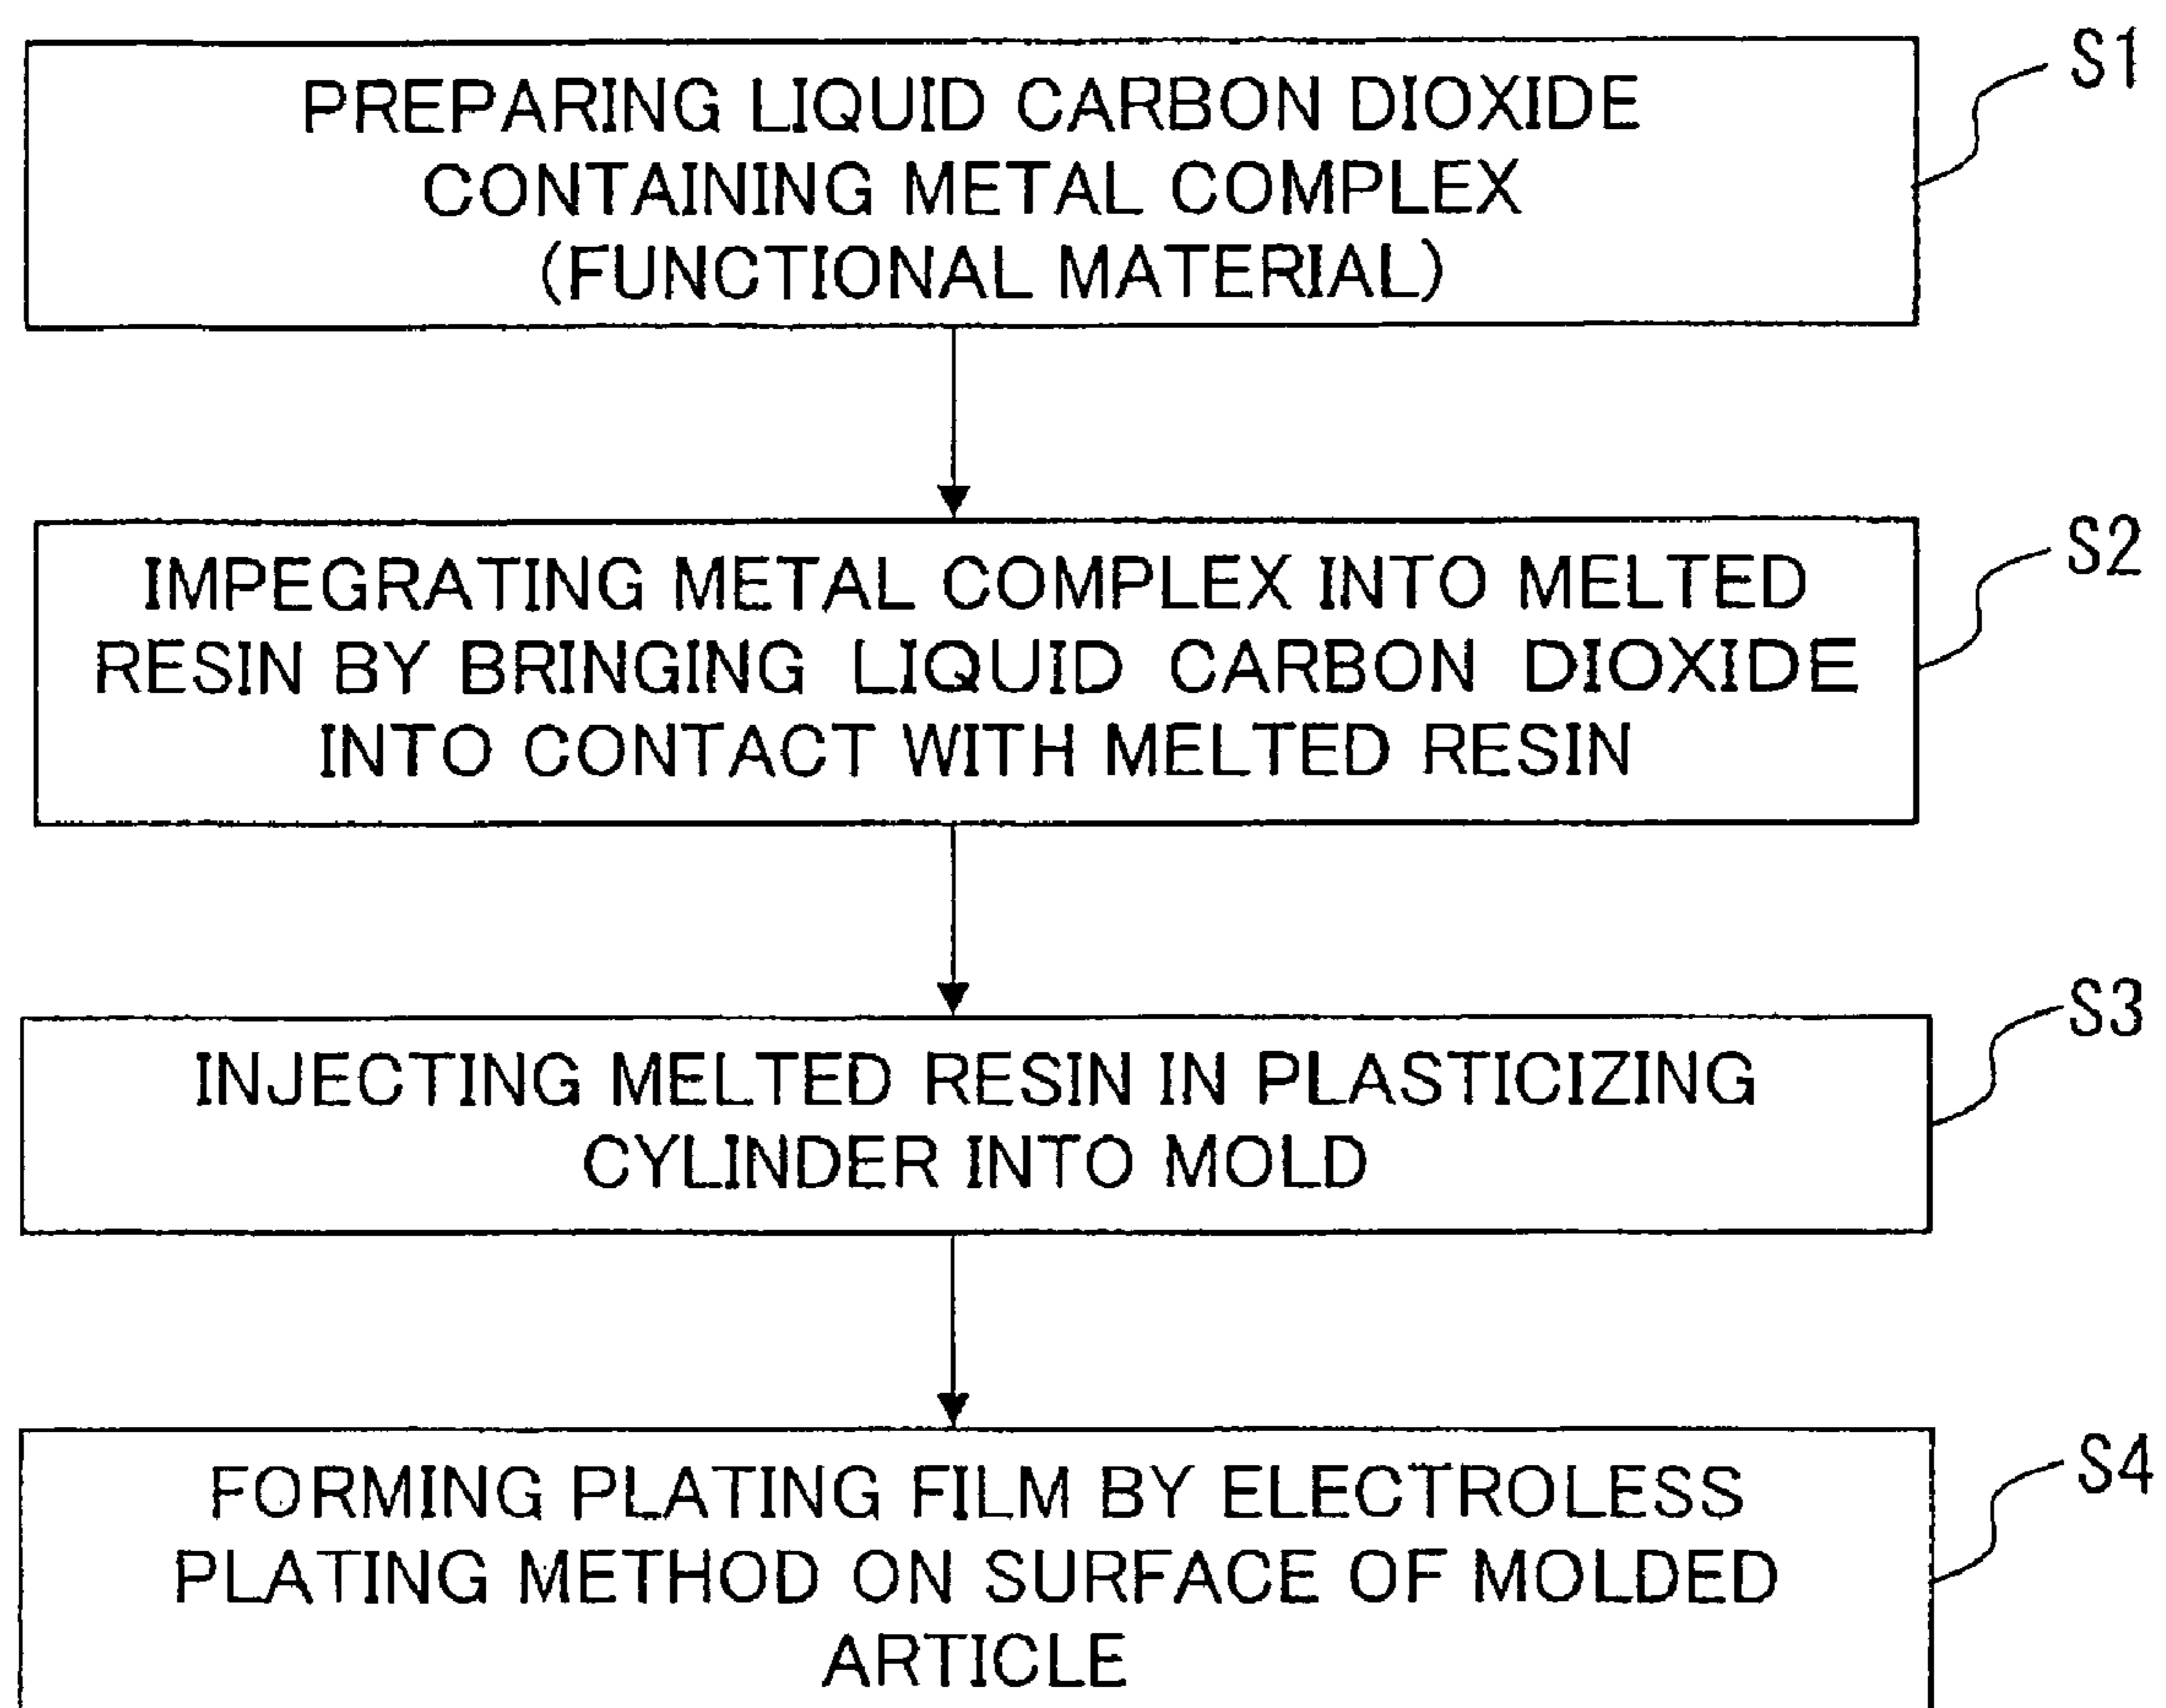 PREPARING LIQUID CARBON DIOXIDE
CONTAINING METAL COMPLEX
(FUNCTIONAL MATERIAL)
S1
IMPEGRATING METAL COMPLEX INTO MELTED
RESIN BY BRINGING LIQUID CARBON DIOXIDE
INTO CONTACT WITH MELTED RESIN
S2
INJECTING MELTED RESIN IN PLASTICIZING
CYLINDER INTO MOLD
S3
FORMING PLATING FILM BY ELECTROLESS
PLATING METHOD ON SURFACE OF MOLDED
ARTICLE
S4